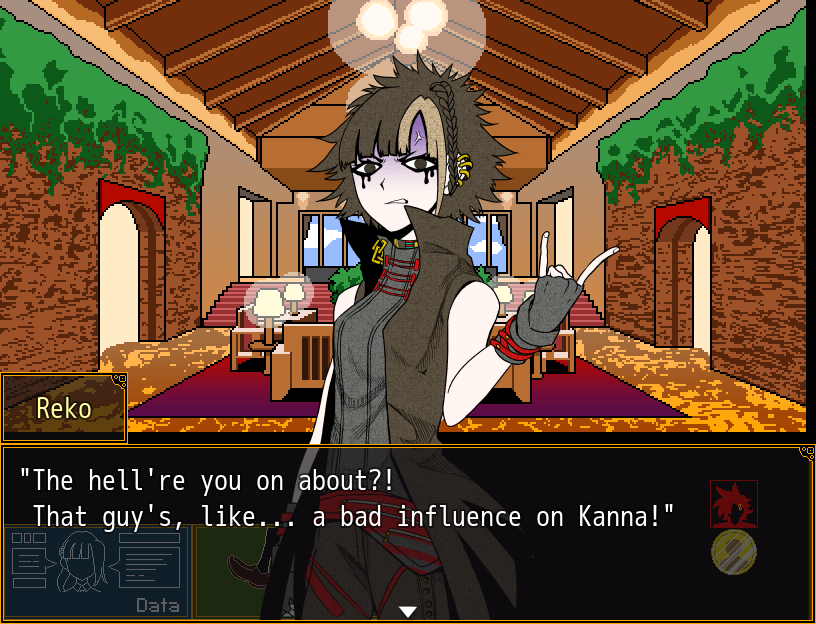 Reko
"The hell're you on about?!
That guy's, like... a bad influence on Kanna!"
Data